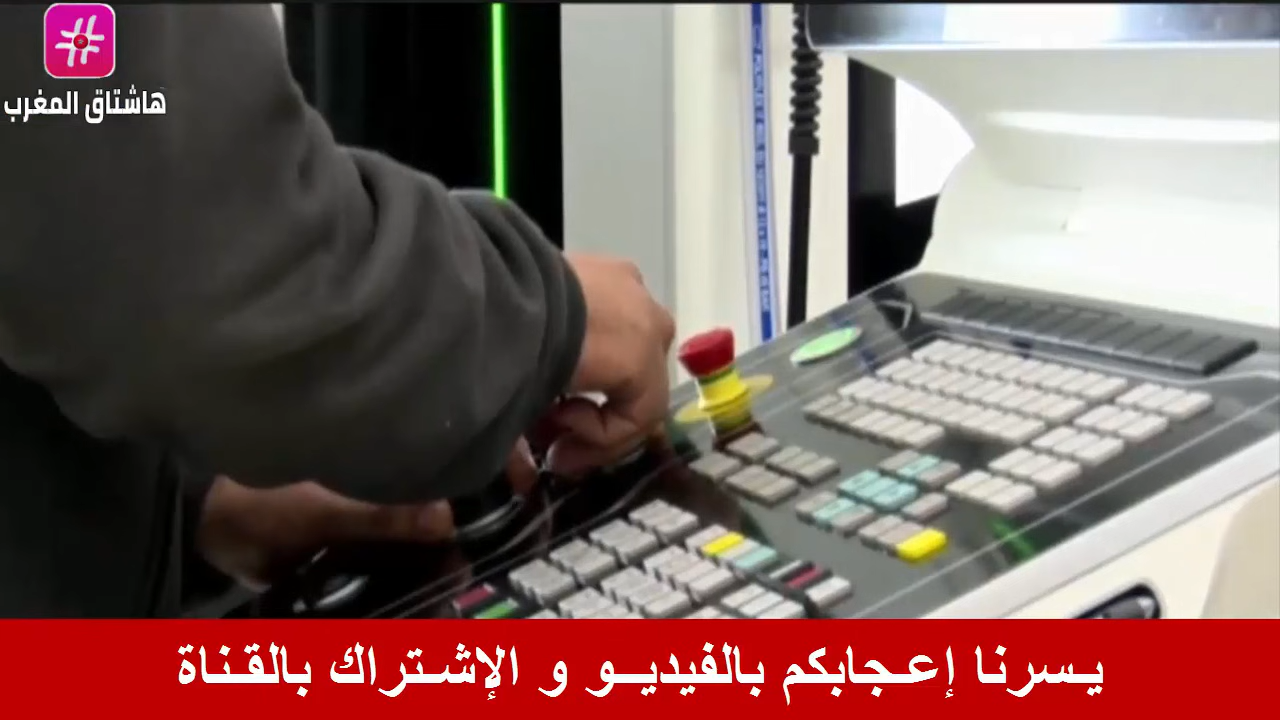 هاشتاق المغرب
يسرنا إعجابكم بالفيديو و الإشتراك بالقناة